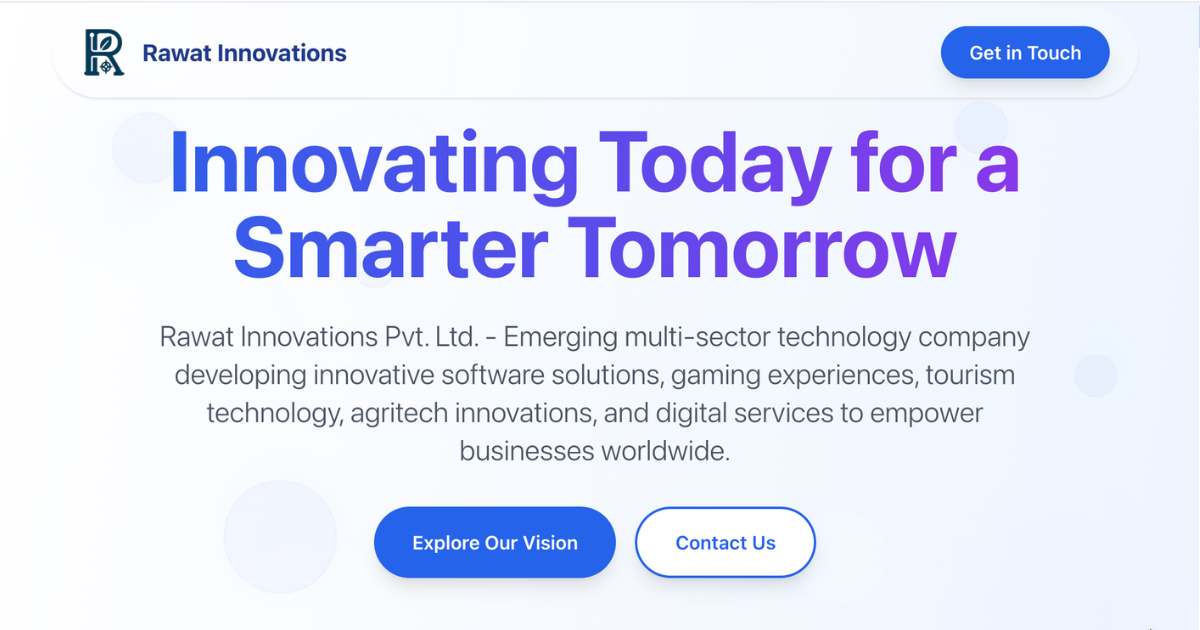 Rawat Innovations
Get in Touch
Innovating Today for a
Smarter Tomorrow
Rawat Innovations Pvt. Ltd. - Emerging multi-sector technology company
developing innovative software solutions, gaming experiences, tourism
technology, agritech innovations, and digital services to empower
businesses worldwide.
Explore Our Vision
Contact Us